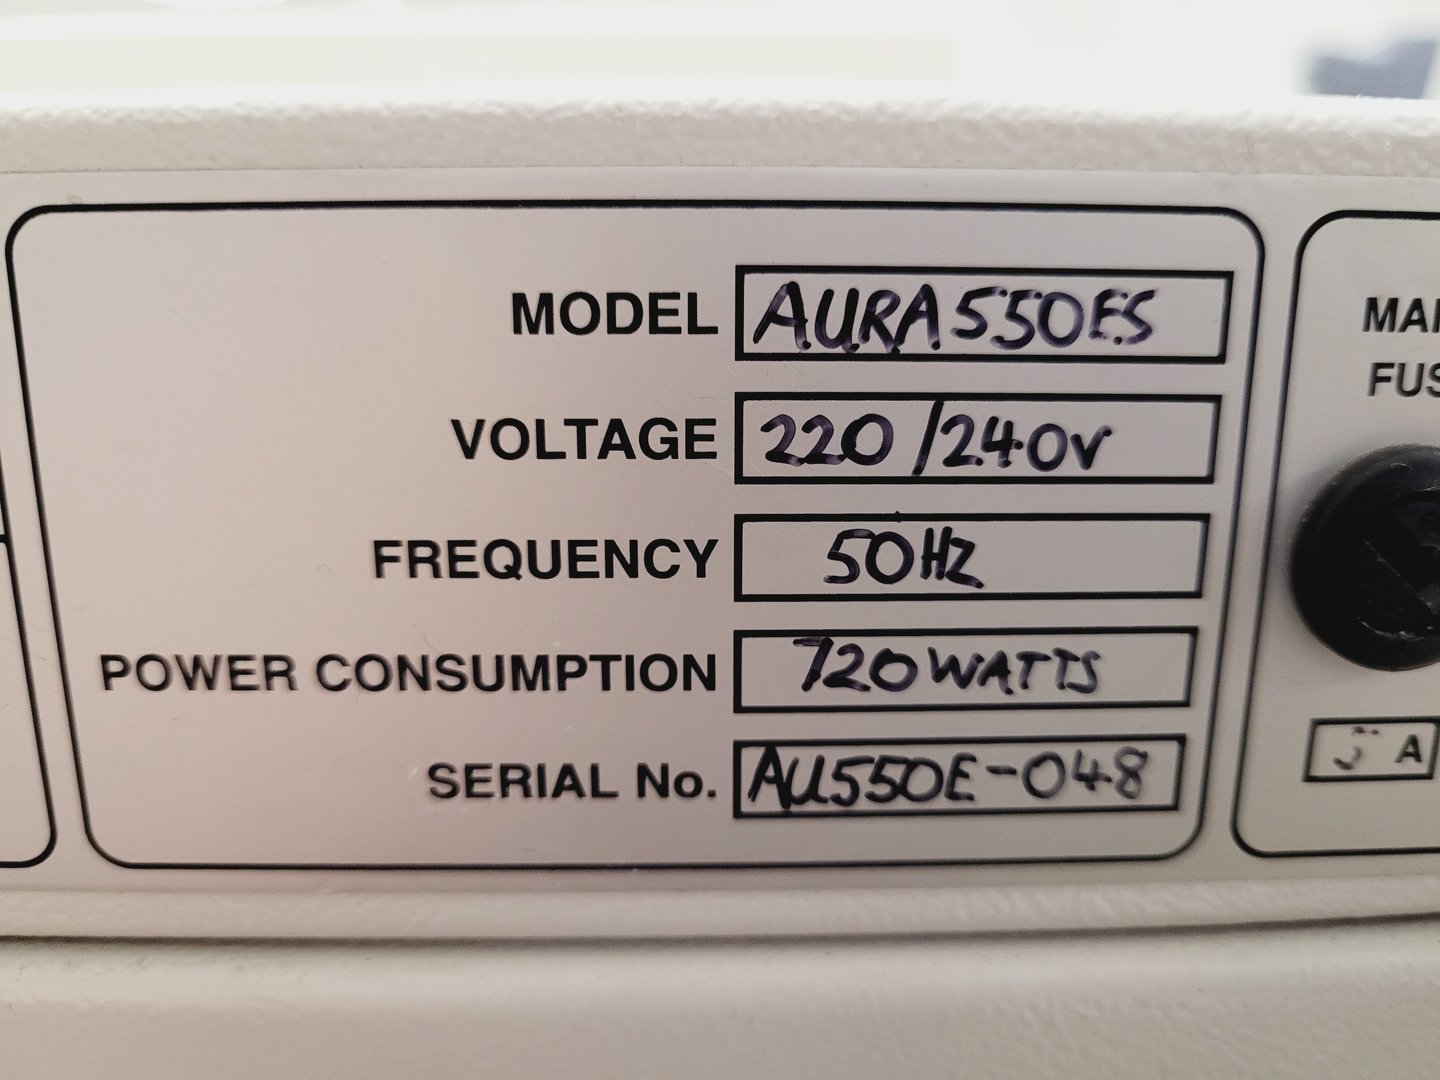 MODEL AURA550ES
VOLTAGE 220/240V
FREQUENCY 50HZ
POWER CONSUMPTION 720WATTS
SERIAL No. AU550E-048
A